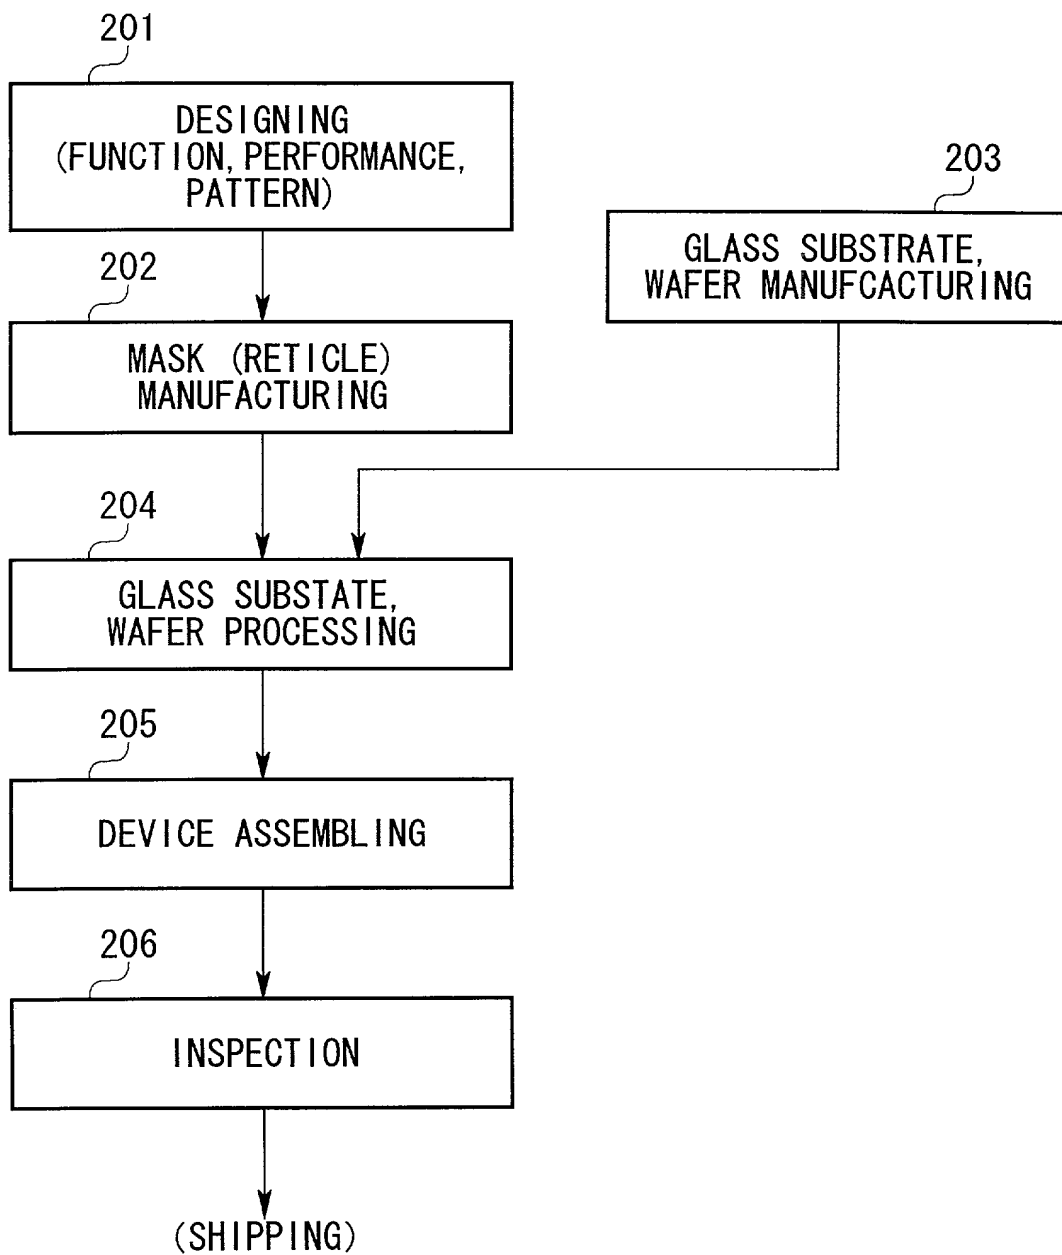 201
DESIGNING
(FUNCTION, PERFORMANCE,
PATTERN)
203
GLASS SUBSTRATE,
WAFER MANUFCACTURING
202
MASK (RETICLE)
MANUFACTURING
204
GLASS SUBSTATE,
WAFER PROCESSING
205
DEVICE ASSEMBLING
206
INSPECTION
(SHIPPING)